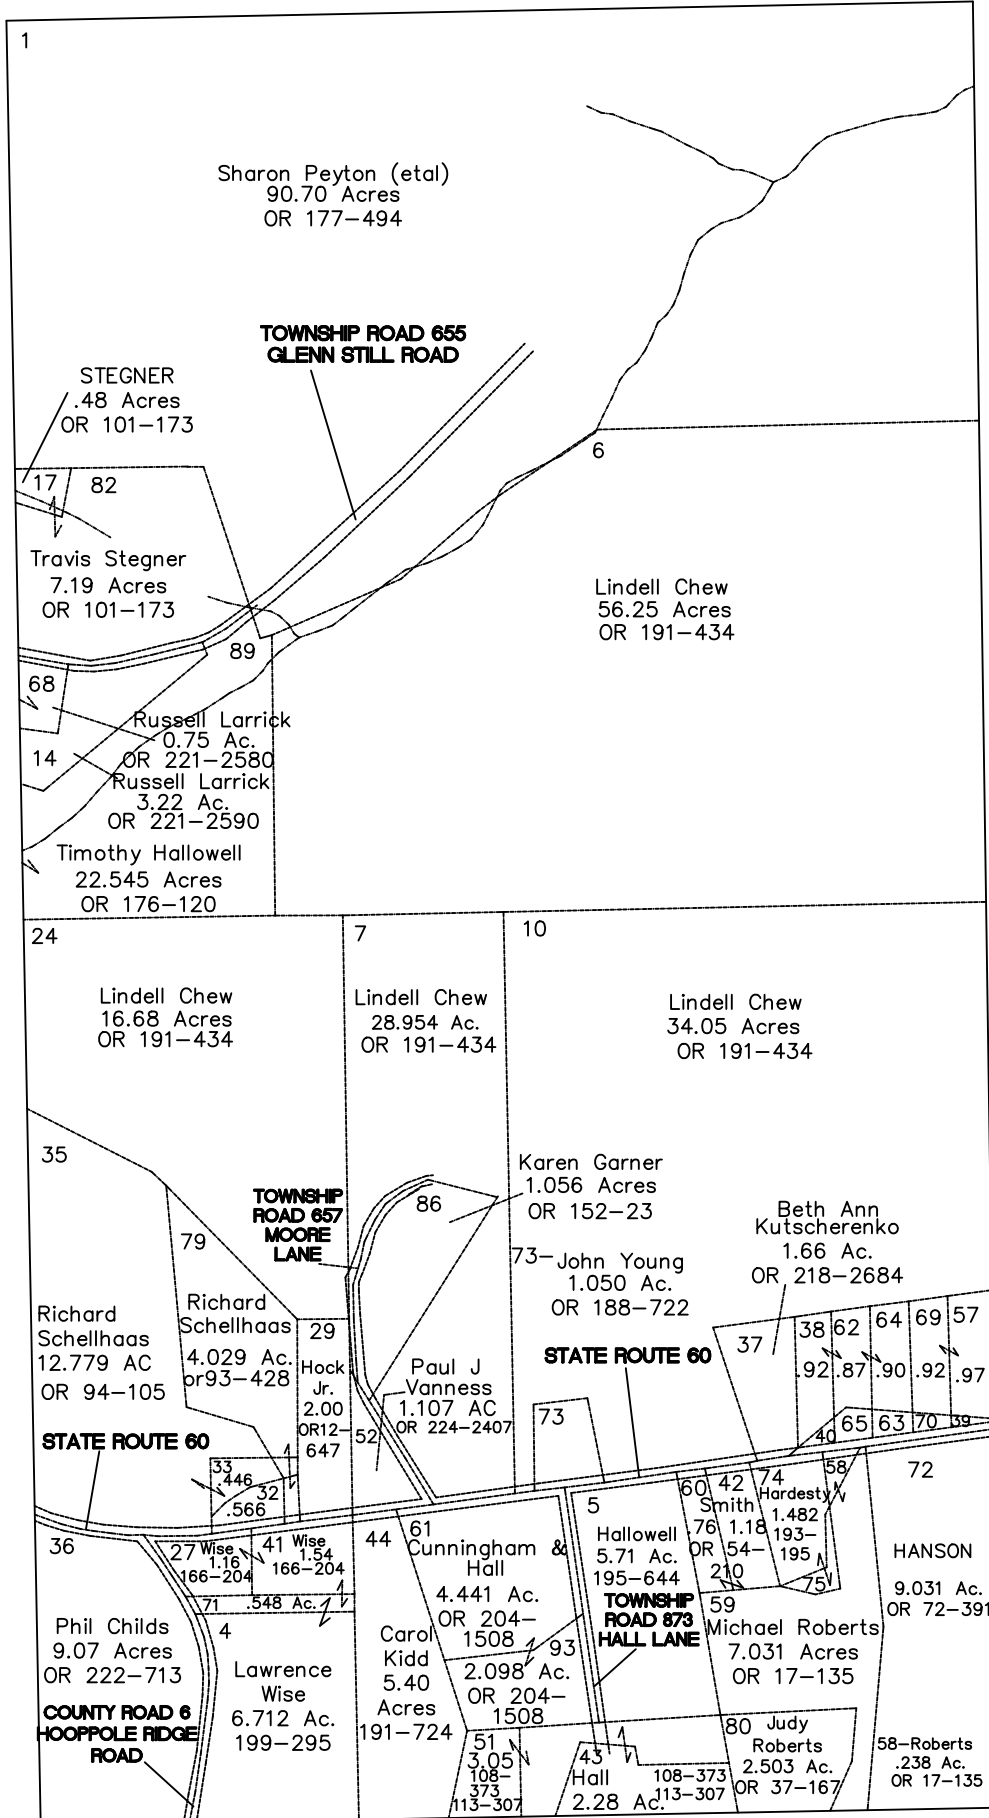 1
Sharon Peyton (etal)
90.70 Acres
OR 177-494
TOWNSHIP ROAD 655
GLENN STILL ROAD
STEGNER
.48 Acres
OR 101-173
6
17
82
Travis Stegner
7.19 Acres
OR 101-173
Lindell Chew
56.25 Acres
OR 191-434
89
68
Russell Larrick
0.75 Ac.
OR 221-2580
14
Russell Larrick
3.22 Ac.
OR 221-2590
Timothy Hallowell
22.545 Acres
OR 176-120
24
7
10
Lindell Chew
16.68 Acres
OR 191-434
Lindell Chew
28.954 Ac.
OR 191-434
Lindell Chew
34.05 Acres
OR 191-434
35
Karen Garner
1.056 Acres
OR 152-23
TOWNSHIP
ROAD 657
MOORE
LANE
86
Beth Ann
Kutscherenko
1.66 Ac.
OR 218-2684
79
73-
John Young
1.050 Ac.
OR 188-722
Richard
Schellhaas
12.779 AC
OR 94-105
Richard
Schellhaas
4.029 Ac.
or93-428
29
Hock
Jr.
2.00
OR12-
647
Paul J
Vanness
1.107 AC
OR 224-2407
STATE ROUTE 60
37
38
62
64
69
57
.92
.87
.90
.92
.97
73
52
40
65
63
70
39
STATE ROUTE 60
33
.446
32
.566
58
72
36
27
Wise
1.16
166-204
41
Wise
1.54
166-204
44
61
Cunningham &
Hall
4.441 Ac.
OR 204-
1508
5
Hallowell
5.71 Ac.
195-644
60
42
Smith
76
1.18
OR 54-
210
74
Hardesty
1.482
193-
195
75
HANSON
9.031 Ac.
OR 72-391
71
.548 Ac.
4
TOWNSHIP
ROAD 873
HALL LANE
59
Michael Roberts
7.031 Acres
OR 17-135
Phil Childs
9.07 Acres
OR 222-713
Carol
Kidd
5.40
Acres
191-724
93
2.098 Ac.
OR 204-
1508
Lawrence
Wise
6.712 Ac.
199-295
COUNTY ROAD 6
HOOPPOLE RIDGE
ROAD
51
3.05
108-
373
113-307
43
Hall
2.28 Ac.
108-373
113-307
80
Judy
Roberts
2.503 Ac.
OR 37-167
58-Roberts
.238 Ac.
OR 17-135